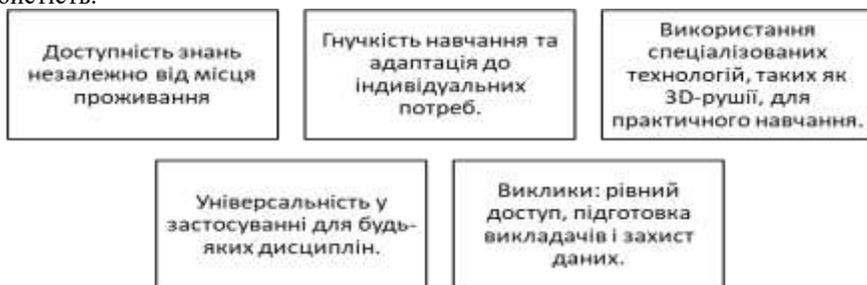 Доступність знань
незалежно від місця
проживання
Гнучкість навчання та
адаптація до
індивідуальних
потреб.
Використання
спеціалізованих
технологій, таких як
3D-рушії, для
практичного навчання.
Універсальність у
застосуванні для будь-
яких дисциплін.
Виклики: рівний
доступ, підготовка
викладачів і захист
даних.